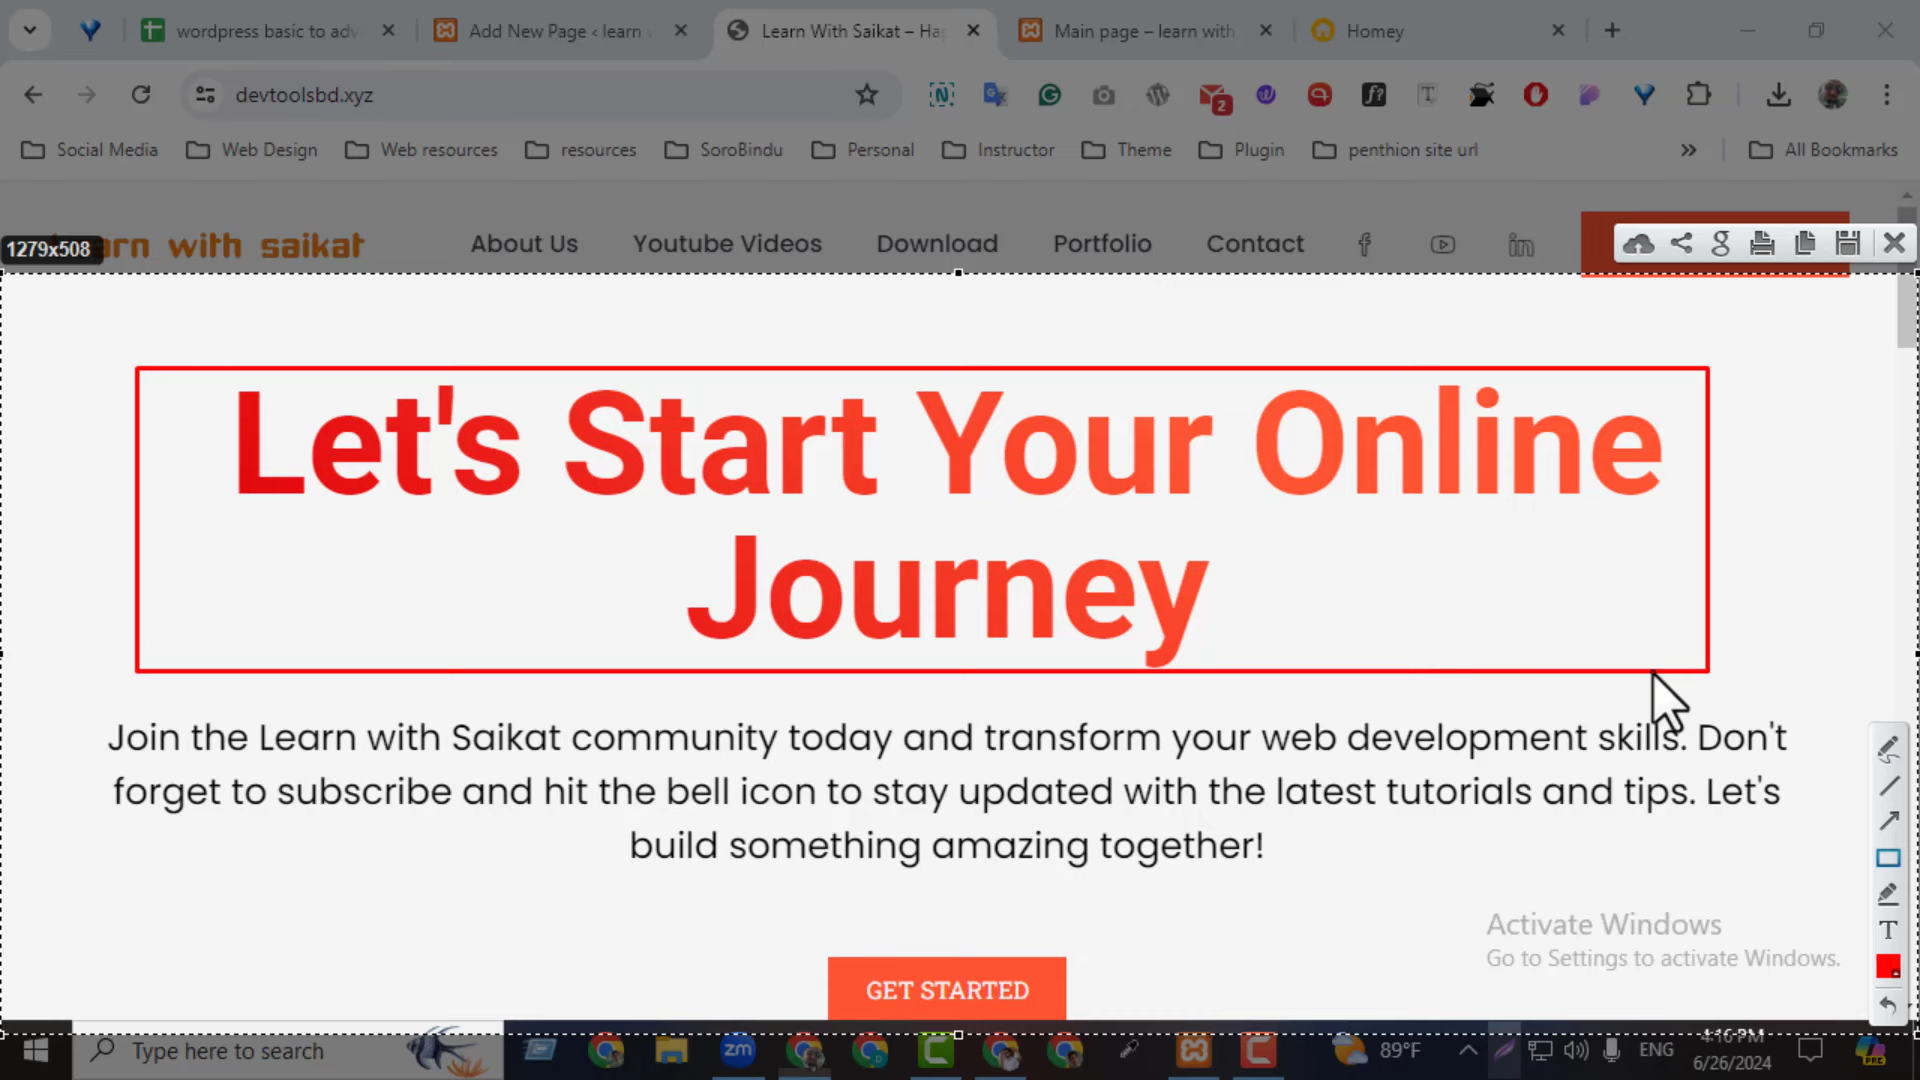 wordpress basic to adv
Add New Page ‹ learn
Learn With Saikat – Hap
Main page – learn with
Homey
devtoolsbd.xyz
2
Social Media
Web Design
Web resources
resources
SoroBindu
Personal
Instructor
Theme
Plugin
penthion site url
All Bookmarks
1279x508
with saikat
About Us
Youtube Videos
Download
Portfolio
Contact
Let's Start Your Online
Journey
Join the Learn with Saikat community today and transform your web development skills. Don't
forget to subscribe and hit the bell icon to stay updated with the latest tutorials and tips. Let's
build something amazing together!
GET STARTED
Activate Windows
Go to Settings to activate Windows.
Type here to search
zm
89°F
ENG
4:16 PM
6/26/2024
PRE